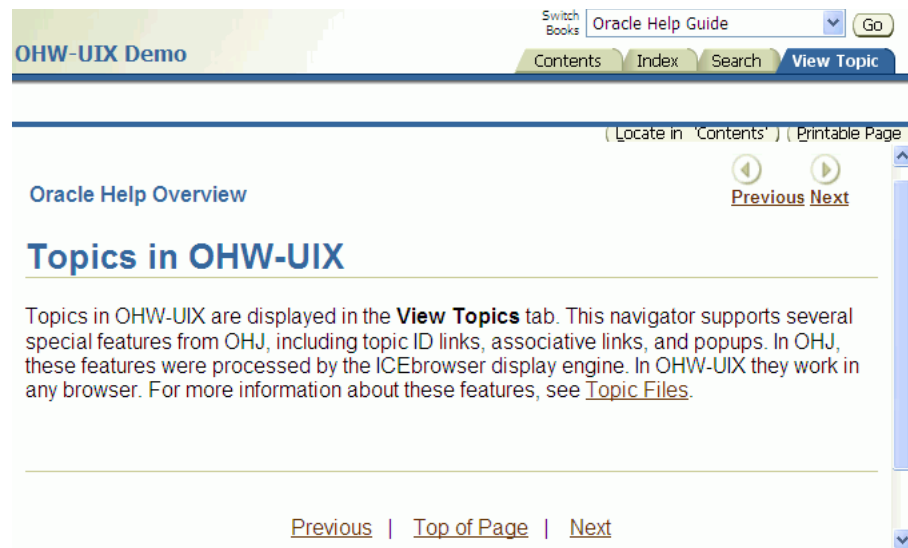 Switch Books Oracle Help Guide Go
OHW-UIX Demo
Contents Index Search View Topic
(Locate in 'Contents') (Printable Page
Previous Next
Oracle Help Overview
Topics in OHW-UIX
Topics in OHW-UIX are displayed in the View Topics tab. This navigator supports several
special features from OHJ, including topic ID links, associative links, and popups. In OHJ,
these features were processed by the ICEbrowser display engine. In OHW-UIX they work in
any browser. For more information about these features, see Topic Files.
Previous | Top of Page | Next